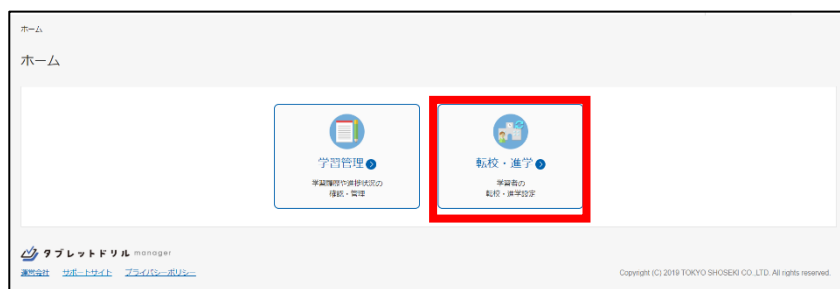 ホーム
ホーム
学習管理
学習履歴や進捗状況の
確認・管理
転校・進学
学習者の
転校・進学設定
タブレットドリル manager
運営会社 サポートサイト プライバシーポリシー
Copyright (C) 2019 TOKYO SHOSEKI CO.,LTD. All rights reserved.